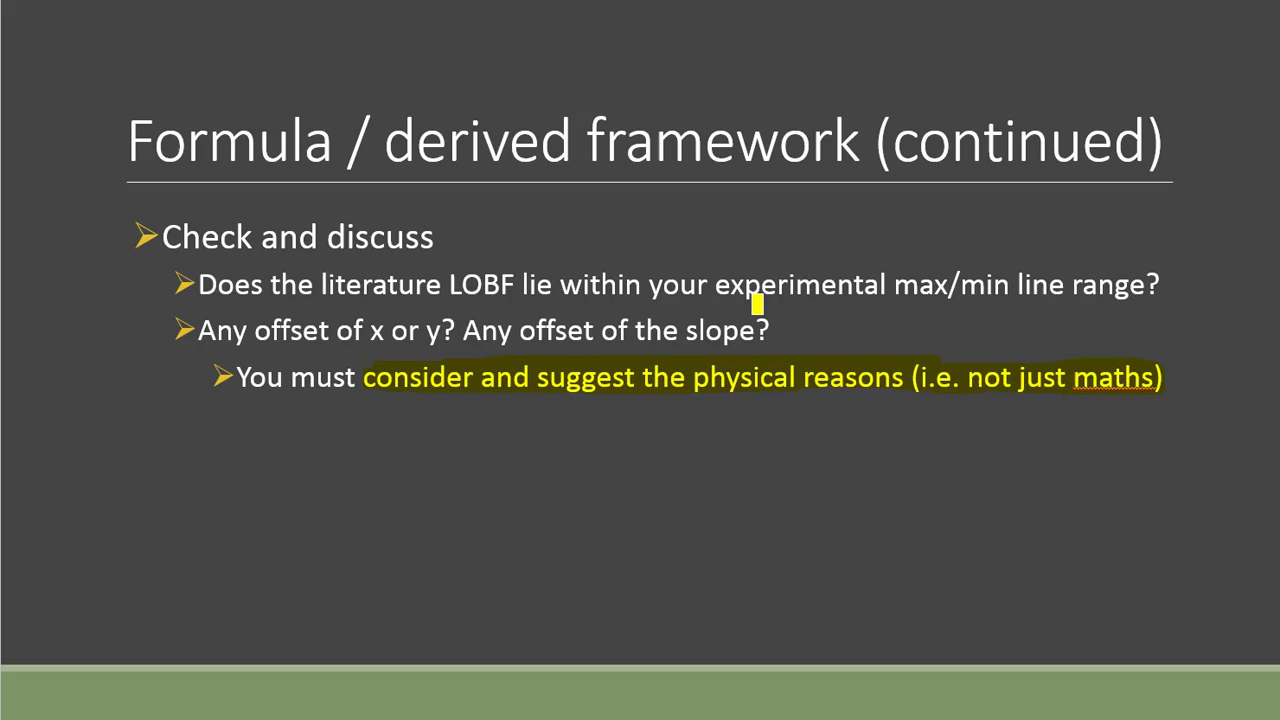 Formula / derived framework (continued)
Check and discuss
Does the literature LOBF lie within your experimental max/min line range?
Any offset of x or y? Any offset of the slope?
You must consider and suggest the physical reasons (i.e. not just maths)